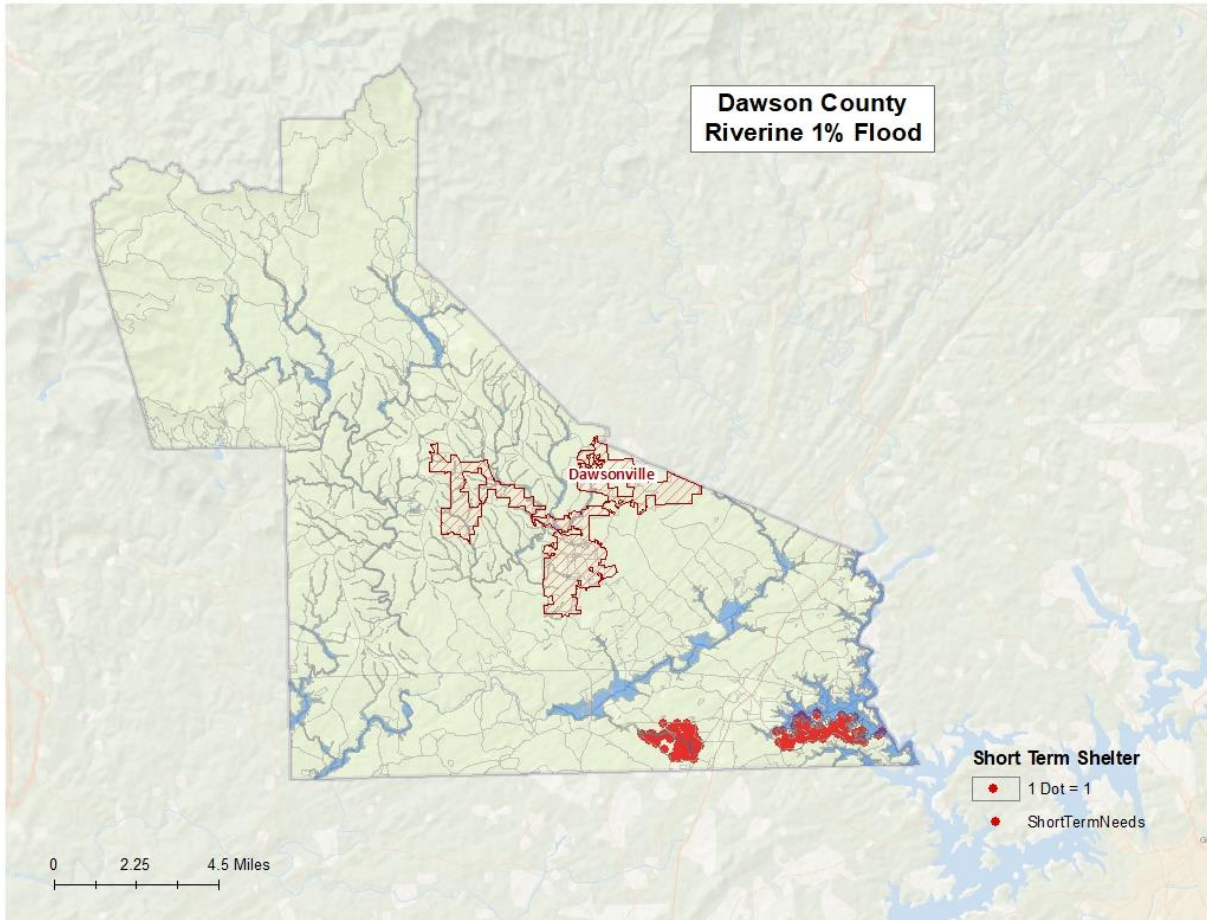 Dawson County
Riverine 1% Flood
Dawsonville
Short Term Shelter
1 Dot = 1
ShortTermNeeds
0 2.25 4.5 Miles